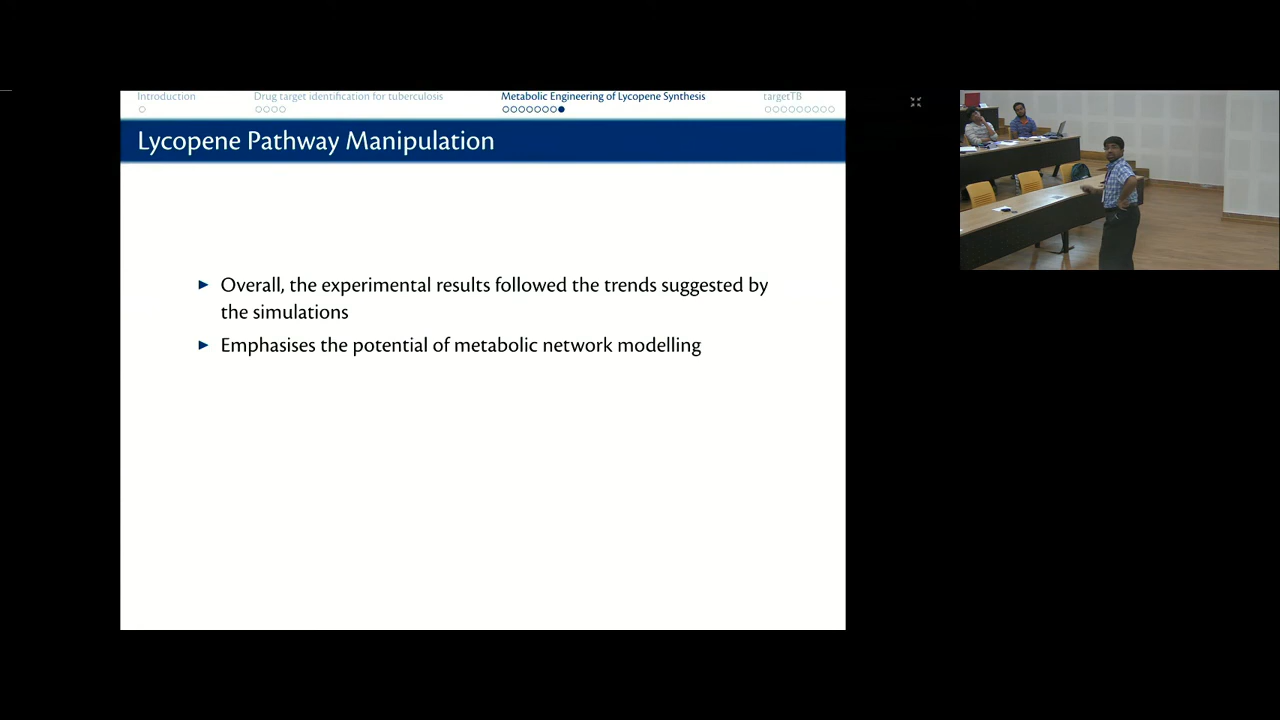 Introduction
Drug target identification for tuberculosis
Metabolic Engineering of Lycopene Synthesis
targetTB
Lycopene Pathway Manipulation
Overall, the experimental results followed the trends suggested by
the simulations
Emphasises the potential of metabolic network modelling